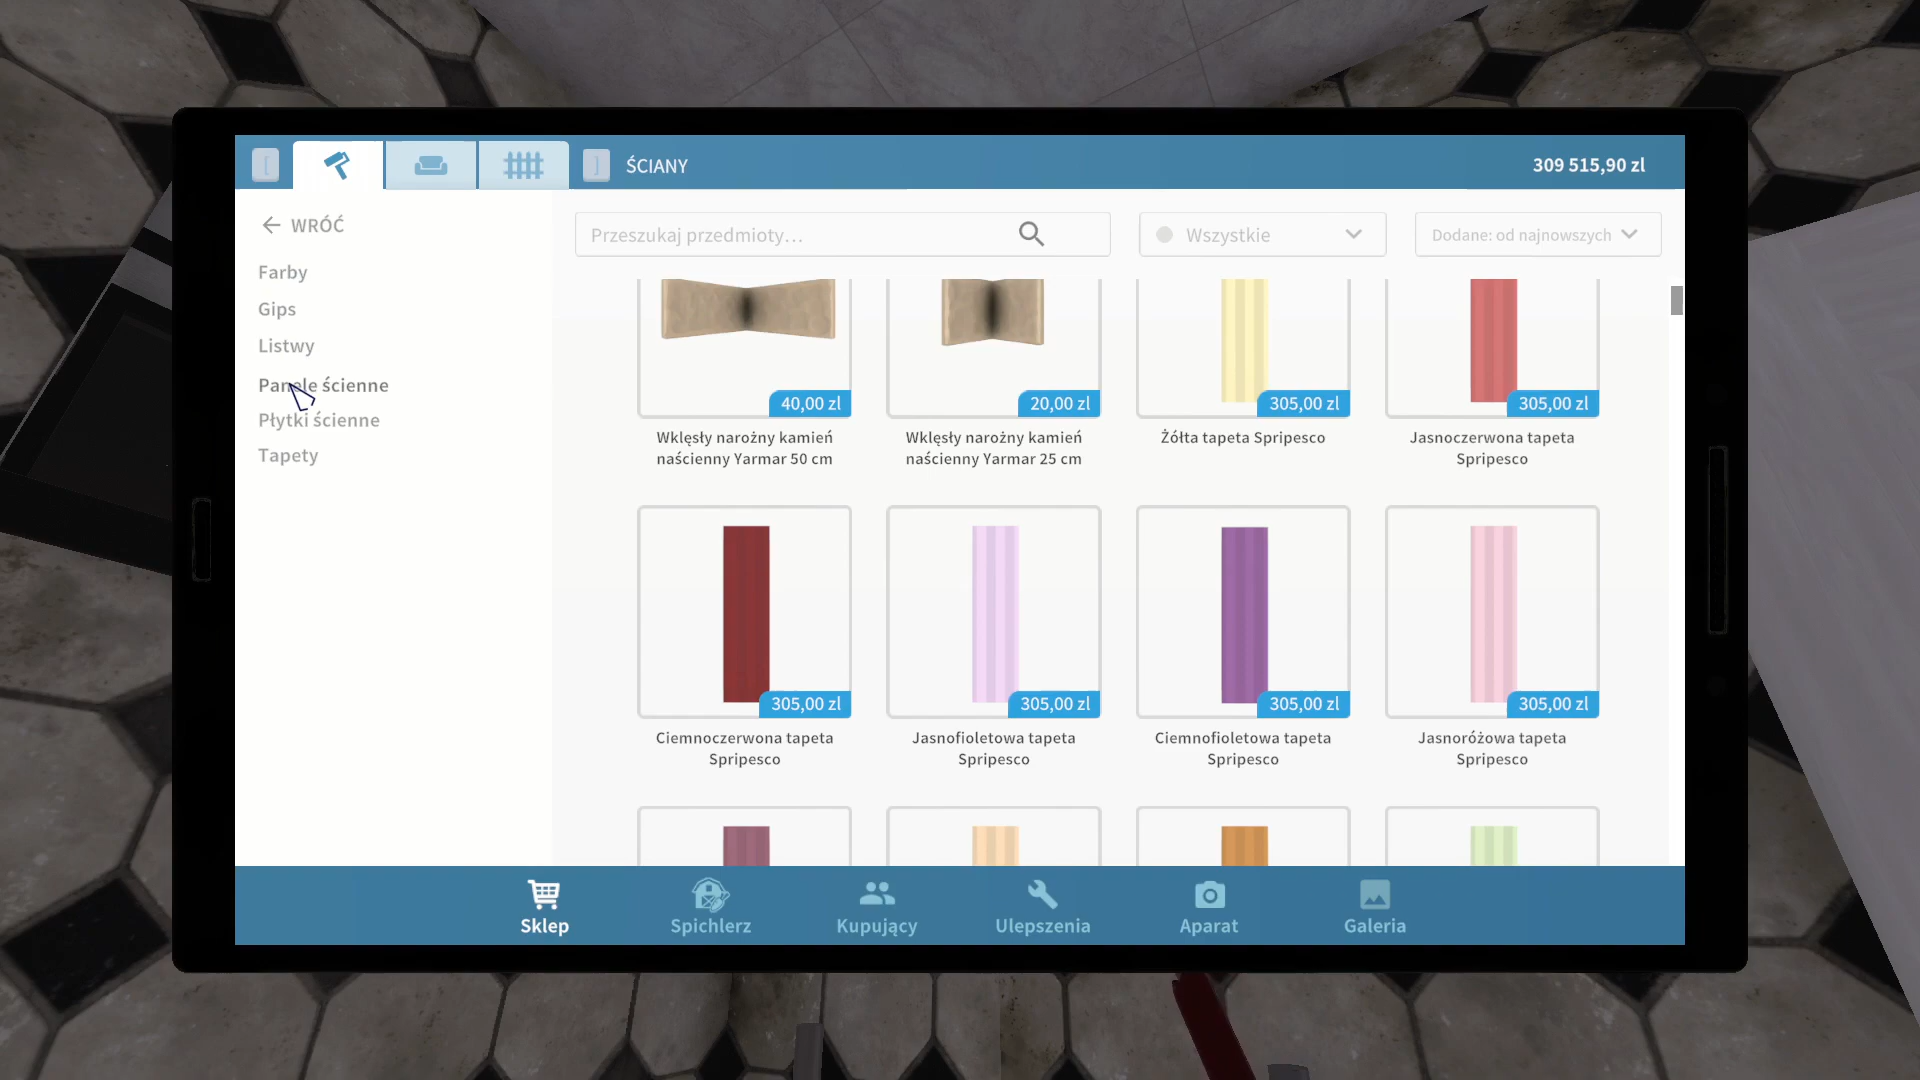 [
] ŚCIANY
309 515,90 zl
WRÓĆ
Farby
Gips
Listwy
Panele ścienne
Płytki ścienne
Tapety
Przeszukaj przedmioty...
Wszystkie
Dodane: od najnowszych
40,00 zl
20,00 zl
305,00 zl
305,00 zl
Wklęsły narożny kamień
naścienny Yarmar 50 cm
Wklęsły narożny kamień
naścienny Yarmar 25 cm
Żółta tapeta Spripesco
Jasnoczerwona tapeta
Spripesco
305,00 zl
305,00 zl
305,00 zl
305,00 zl
Ciemnoczerwona tapeta
Spripesco
Jasnofioletowa tapeta
Spripesco
Ciemnofioletowa tapeta
Spripesco
Jasnoróżowa tapeta
Spripesco
Sklep
Spichlerz
Kupujący
Ulepszenia
Aparat
Galeria